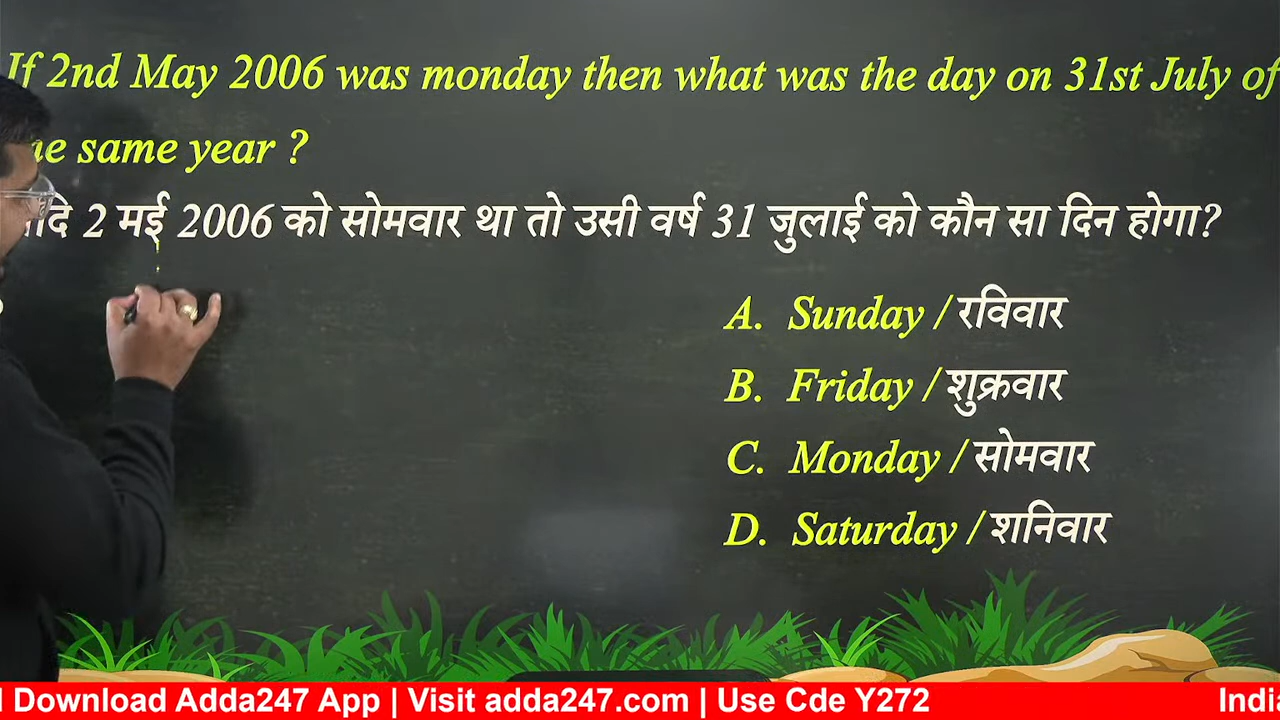 If 2nd May 2006 was monday then what was the day on 31st July of
same year ?
2 मई 2006 को सोमवार था तो उसी वर्ष 31 जुलाई को कौन सा दिन होगा?
A. Sunday / रविवार
B. Friday / शुक्रवार
C. Monday / सोमवार
D. Saturday / शनिवार
Download Adda247 App | Visit adda247.com | Use Cde Y272